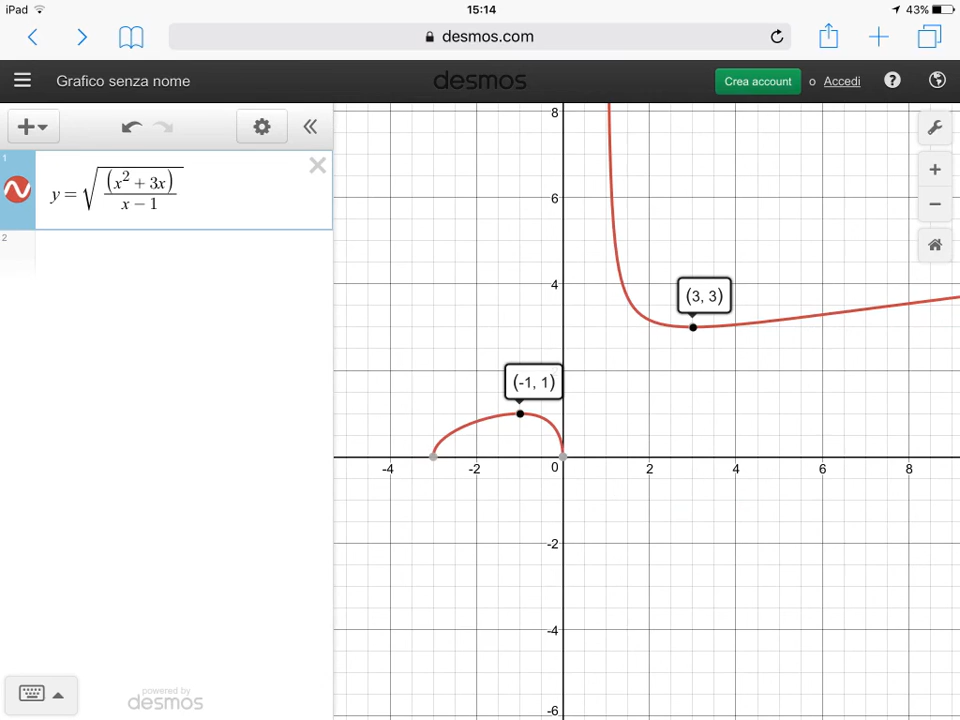 iPad 15:14 43%
desmos.com
Grafico senza nome desmos Crea account o Accedi ?
1
y = √((x² + 3x)/(x − 1))
2
8
6
4
(3, 3)
(-1, 1)
-4 -2 0 2 4 6 8
-2
-4
-6
powered by
desmos